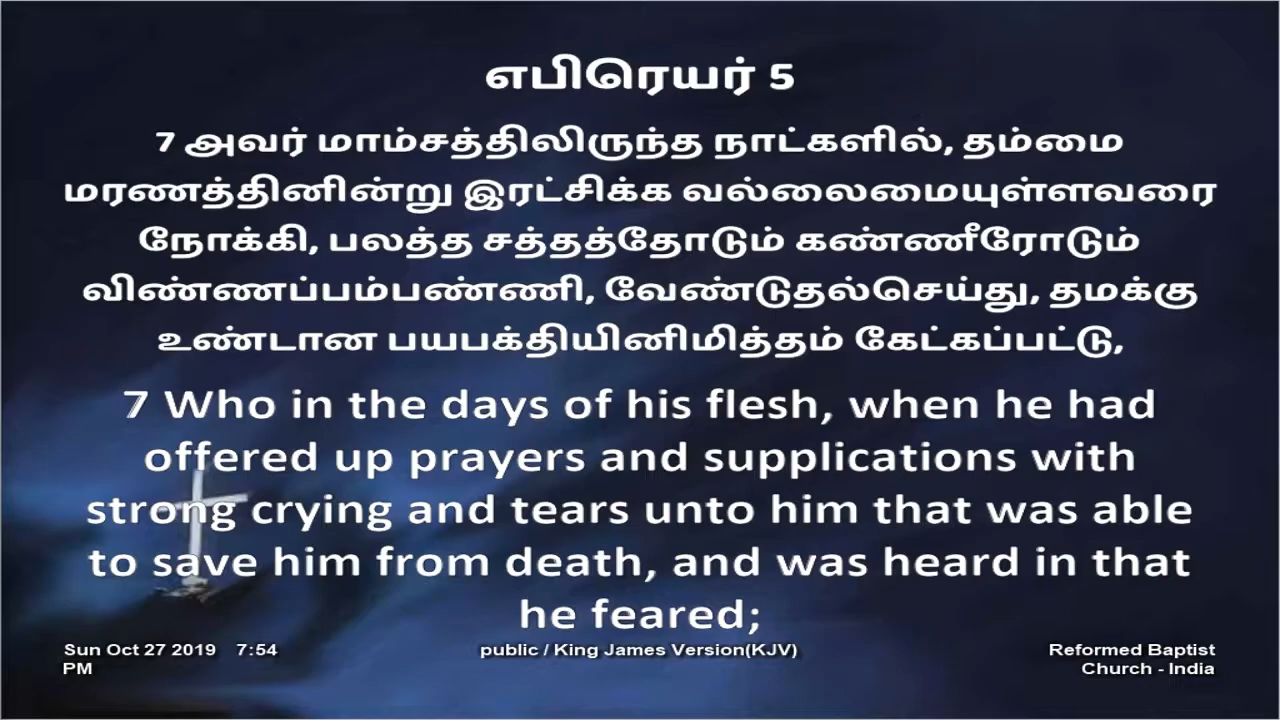 எபிரெயர் 5
7 அவர் மாம்சத்திலிருந்த நாட்களில், தம்மை
மரணத்தினின்று இரட்சிக்க வல்லைமையுள்ளவரை
நோக்கி, பலத்த சத்தத்தோடும் கண்ணீரோடும்
விண்ணப்பம்பண்ணி, வேண்டுதல்செய்து, தமக்கு
உண்டான பயபக்தியினிமித்தம் கேட்கப்பட்டு,
7 Who in the days of his flesh, when he had
offered up prayers and supplications with
strong crying and tears unto him that was able
to save him from death, and was heard in that
he feared;
Sun Oct 27 2019 7:54
PM
public / King James Version(KJV)
Reformed Baptist
Church - India